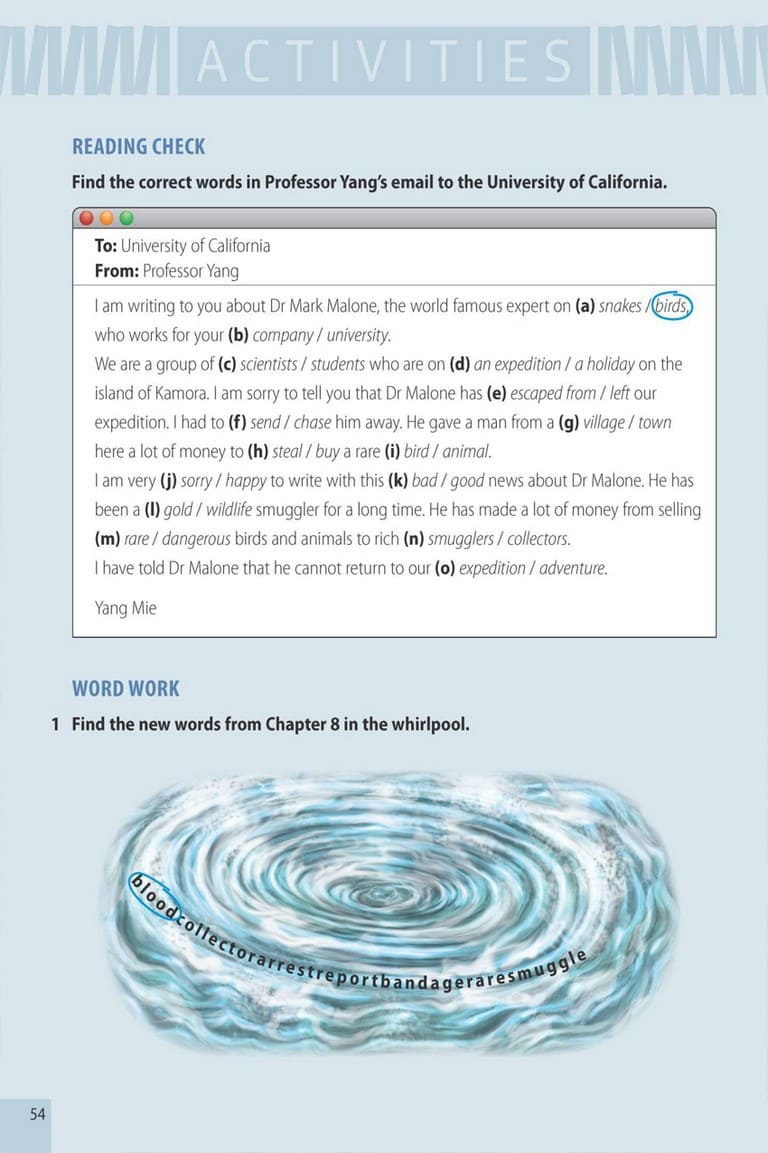 ACTIVITIES
READING CHECK
Find the correct words in Professor Yang's email to the University of California.
To: University of California
From: Professor Yang
I am writing to you about Dr Mark Malone, the world famous expert on (a) snakes / birds,
who works for your (b) company / university.
We are a group of (c) scientists / students who are on (d) an expedition / a holiday on the
island of Kamora. I am sorry to tell you that Dr Malone has (e) escaped from / left our
expedition. I had to (f) send / chase him away. He gave a man from a (g) village / town
here a lot of money to (h) steal / buy a rare (i) bird / animal.
I am very (j) sorry / happy to write with this (k) bad / good news about Dr Malone. He has
been a (l) gold / wildlife smuggler for a long time. He has made a lot of money from selling
(m) rare / dangerous birds and animals to rich (n) smugglers / collectors.
I have told Dr Malone that he cannot return to our (o) expedition / adventure.
Yang Mie
WORD WORK
1 Find the new words from Chapter 8 in the whirlpool.
bloodcollectorarrestreportbandageraresmuggle
54